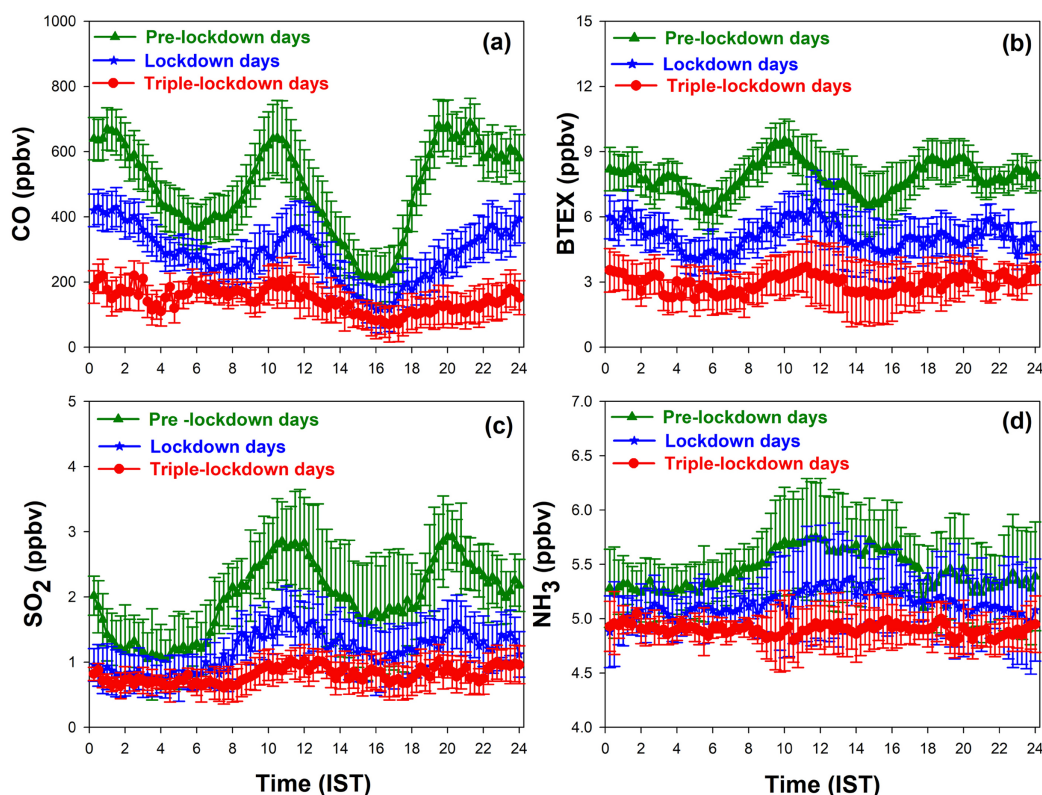 (a)
Pre-lockdown days
Lockdown days
Triple-lockdown days
CO (ppbv)
1000
800
600
400
200
0
0 2 4 6 8 10 12 14 16 18 20 22 24
(b)
Pre-lockdown days
Lockdown days
Triple-lockdown days
BTEX (ppbv)
15
12
9
6
3
0
0 2 4 6 8 10 12 14 16 18 20 22 24
(c)
Pre -lockdown days
Lockdown days
Triple-lockdown days
SO2 (ppbv)
5
4
3
2
1
0
0 2 4 6 8 10 12 14 16 18 20 22 24
Time (IST)
(d)
Pre-lockdown days
Lockdown days
Triple-lockdown days
NH3 (ppbv)
7.0
6.5
6.0
5.5
5.0
4.5
4.0
0 2 4 6 8 10 12 14 16 18 20 22 24
Time (IST)